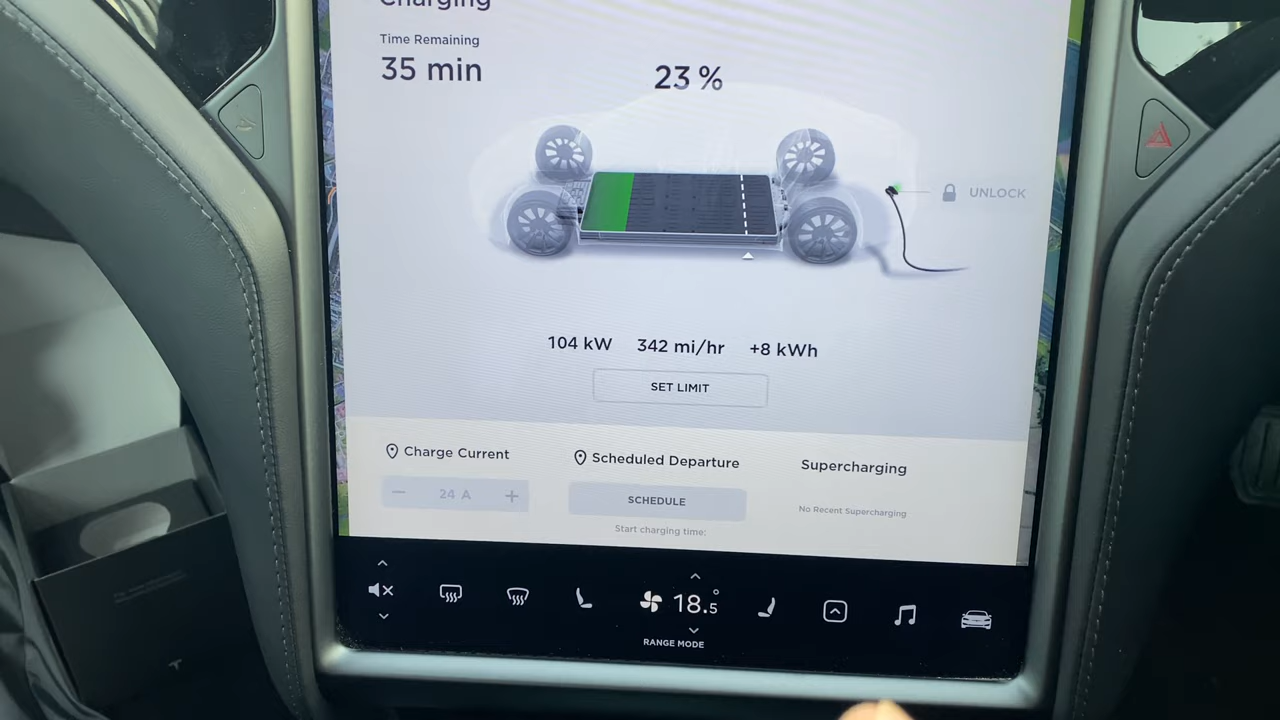 Charging
Time Remaining
35 min
23 %
UNLOCK
104 kW 342 mi/hr +8 kWh
SET LIMIT
Charge Current
Scheduled Departure
Supercharging
− 24 A +
SCHEDULE
No Recent Supercharging
Start charging time:
18.5°
RANGE MODE